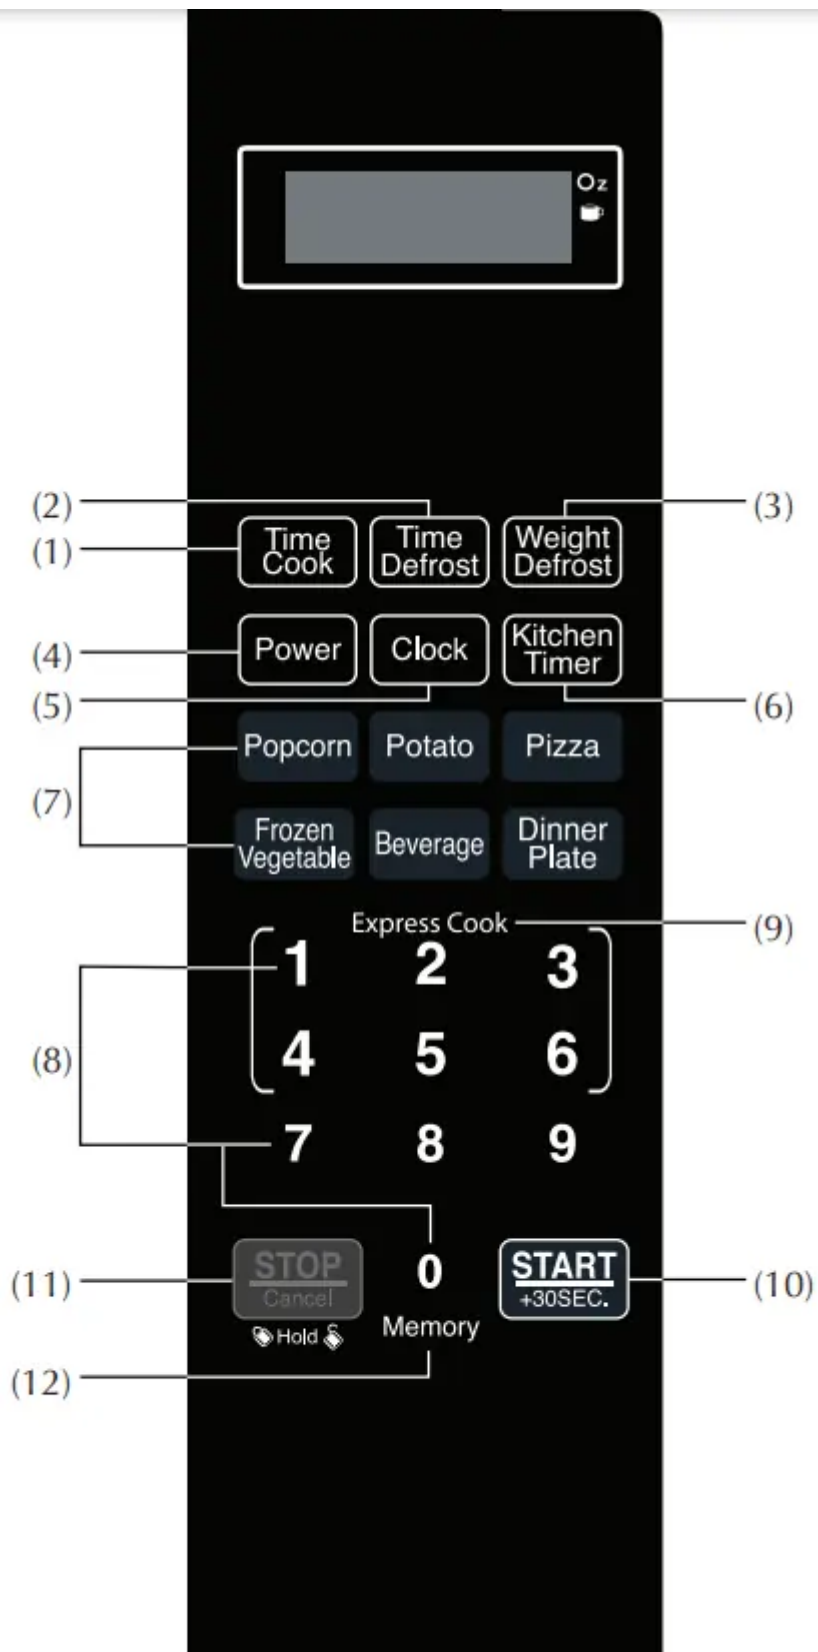 Oz
(2)
(3)
(1)
Time
Cook
Time
Defrost
Weight
Defrost
(4)
Power
Clock
Kitchen
Timer
(5)
(6)
Popcorn
Potato
Pizza
(7)
Frozen
Vegetable
Beverage
Dinner
Plate
Express Cook
(9)
1 2 3
(8)
4 5 6
7 8 9
(11)
STOP
Cancel
0
START
+30SEC.
(10)
Hold
Memory
(12)